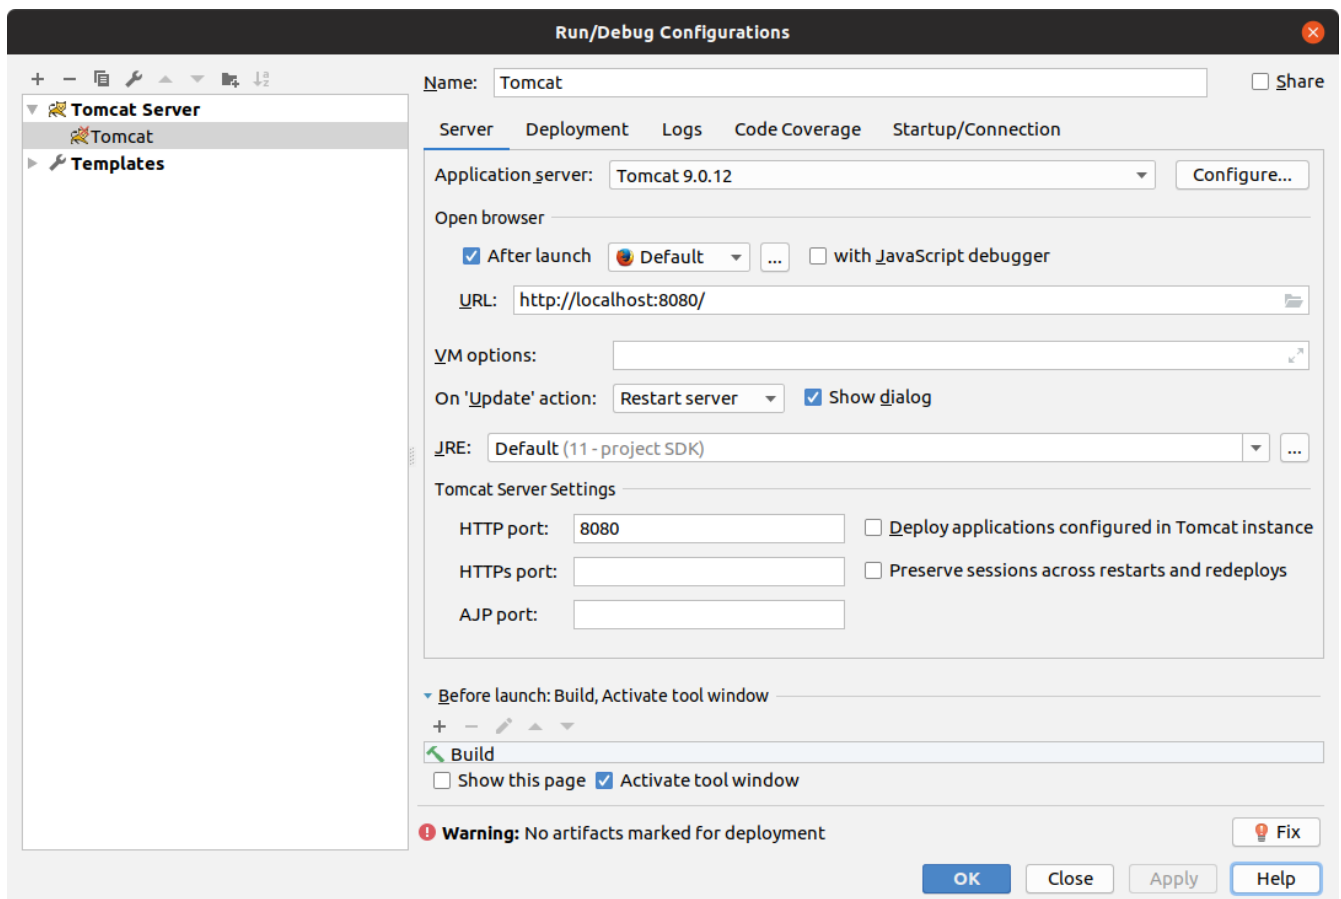 Run/Debug Configurations
Name: Tomcat Share
Tomcat Server
Tomcat
Templates
Server Deployment Logs Code Coverage Startup/Connection
Application server: Tomcat 9.0.12 Configure...
Open browser
After launch Default ... with JavaScript debugger
URL: http://localhost:8080/
VM options:
On 'Update' action: Restart server Show dialog
JRE: Default (11 - project SDK) ...
Tomcat Server Settings
HTTP port: 8080 Deploy applications configured in Tomcat instance
HTTPs port: Preserve sessions across restarts and redeploys
AJP port:
Before launch: Build, Activate tool window
Build
Show this page Activate tool window
Warning: No artifacts marked for deployment Fix
OK Close Apply Help